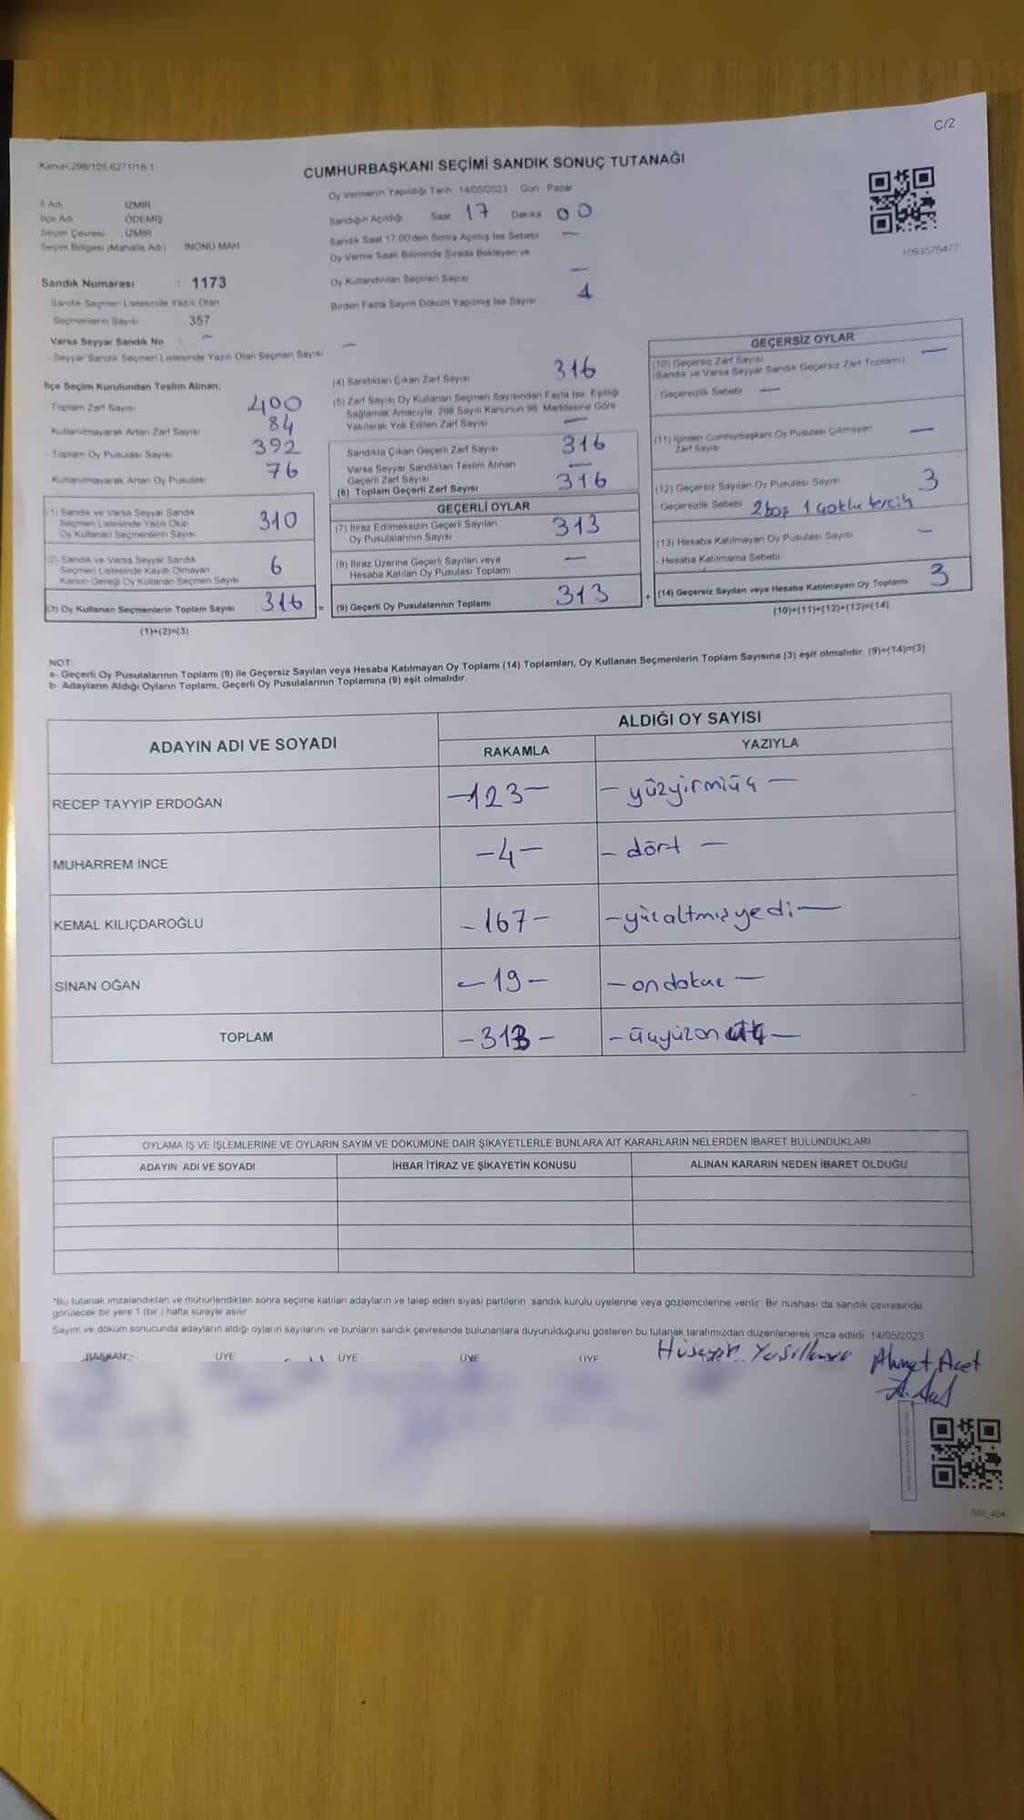 C/2
Kanun:298/105-6271/18-1
CUMHURBAŞKANI SEÇİMİ SANDIK SONUÇ TUTANAĞI
Oy Vermenin Yapıldığı Tarih 14/05/2023 Gün Pazar
İl Adı İZMİR
İlçe Adı ÖDEMİŞ
Seçim Çevresi İZMİR
Seçim Bölgesi (Mahalle Adı) İNÖNÜ MAH
Sandığın Açıldığı Saat 17 Dakika 00
Sandık Saat 17.00'den Sonra Açılmış İse Sebebi —
Oy Verme Saati Bitiminde Sırada Bekleyen ve
Oy Kullandırılan Seçmen Sayısı —
Birden Fazla Sayım Döküm Yapılmış İse Sayısı 1
1093576477
Sandık Numarası : 1173
Sandık Seçmen Listesinde Yazılı Olan
Seçmenlerin Sayısı 357
Varsa Seyyar Sandık No : —
Seyyar Sandık Seçmen Listesinde Yazılı Olan Seçmen Sayısı —
İlçe Seçim Kurulundan Teslim Alınan;
Toplam Zarf Sayısı 400
Kullanılmayarak Artan Zarf Sayısı 84
Toplam Oy Pusulası Sayısı 392
Kullanılmayarak Artan Oy Pusulası 76
(1) Sandık ve Varsa Seyyar Sandık
Seçmen Listesinde Yazılı Olup
Oy Kullanan Seçmenlerin Sayısı 310
(2) Sandık ve Varsa Seyyar Sandık
Seçmen Listesinde Kayıtlı Olmayan
Kanun Gereği Oy Kullanan Seçmen Sayısı 6
(3) Oy Kullanan Seçmenlerin Toplam Sayısı 316 =
(1)+(2)=(3)
(4) Sandıktan Çıkan Zarf Sayısı 316
(5) Zarf Sayısı Oy Kullanan Seçmen Sayısından Fazla İse, Eşitliği
Sağlamak Amacıyla, 298 Sayılı Kanunun 98. Maddesine Göre
Yakılarak Yok Edilen Zarf Sayısı —
Sandıkta Çıkan Geçerli Zarf Sayısı 316
Varsa Seyyar Sandıktan Teslim Alınan
Geçerli Zarf Sayısı —
(6) Toplam Geçerli Zarf Sayısı 316
GEÇERLİ OYLAR
(7) İtiraz Edilmeksizin Geçerli Sayılan
Oy Pusulalarının Sayısı 313
(8) İtiraz Üzerine Geçerli Sayılan veya
Hesaba Katılan Oy Pusulası Toplamı —
(9) Geçerli Oy Pusulalarının Toplamı 313 +
GEÇERSİZ OYLAR
(10) Geçersiz Zarf Sayısı
(Sandık ve Varsa Seyyar Sandık Geçersiz Zarf Toplamı) —
Geçersizlik Sebebi —
(11) İçinden Cumhurbaşkanı Oy Pusulası Çıkmayan
Zarf Sayısı —
(12) Geçersiz Sayılan Oy Pusulası Sayısı 3
Geçersizlik Sebebi 2 boş 1 çoklu tercih
(13) Hesaba Katılmayan Oy Pusulası Sayısı —
Hesaba Katılmama Sebebi
(14) Geçersiz Sayılan veya Hesaba Katılmayan Oy Toplamı 3
(10)+(11)+(12)+(13)=(14)
NOT:
a- Geçerli Oy Pusulalarının Toplamı (9) ile Geçersiz Sayılan veya Hesaba Katılmayan Oy Toplamı (14) Toplamları, Oy Kullanan Seçmenlerin Toplam Sayısına (3) eşit olmalıdır. (9)+(14)=(3)
b- Adayların Aldığı Oyların Toplamı, Geçerli Oy Pusulalarının Toplamına (9) eşit olmalıdır.
ADAYIN ADI VE SOYADI ALDIĞI OY SAYISI
RAKAMLA YAZIYLA
RECEP TAYYİP ERDOĞAN —123— — yüzyirmiüç —
MUHARREM İNCE —4— — dört —
KEMAL KILIÇDAROĞLU —167— —yüzaltmışyedi—
SİNAN OĞAN —19— — ondokuz —
TOPLAM —313— —üçyüzon
OYLAMA İŞ VE İŞLEMLERİNE VE OYLARIN SAYIM VE DÖKÜMÜNE DAİR ŞİKAYETLERLE BUNLARA AİT KARARLARIN NELERDEN İBARET BULUNDUKLARI
ADAYIN ADI VE SOYADI İHBAR İTİRAZ VE ŞİKAYETİN KONUSU ALINAN KARARIN NEDEN İBARET OLDUĞU
*Bu tutanak imzalandıktan ve mühürlendikten sonra seçime katılan adayların ve talep eden siyasi partilerin sandık kurulu üyelerine veya gözlemcilerine verilir. Bir nüshası da sandık çevresinde
görülecek bir yere 1 (bir) hafta süreyle asılır.
Sayım ve döküm sonucunda adayların aldığı oyların sayılarını ve bunların sandık çevresinde bulunanlara duyurulduğunu gösteren bu tutanak tarafımızdan düzenlenerek imza edildi. 14/05/2023
BAŞKAN ÜYE ÜYE ÜYE ÜYE
Ahmet Acet
A. Acet